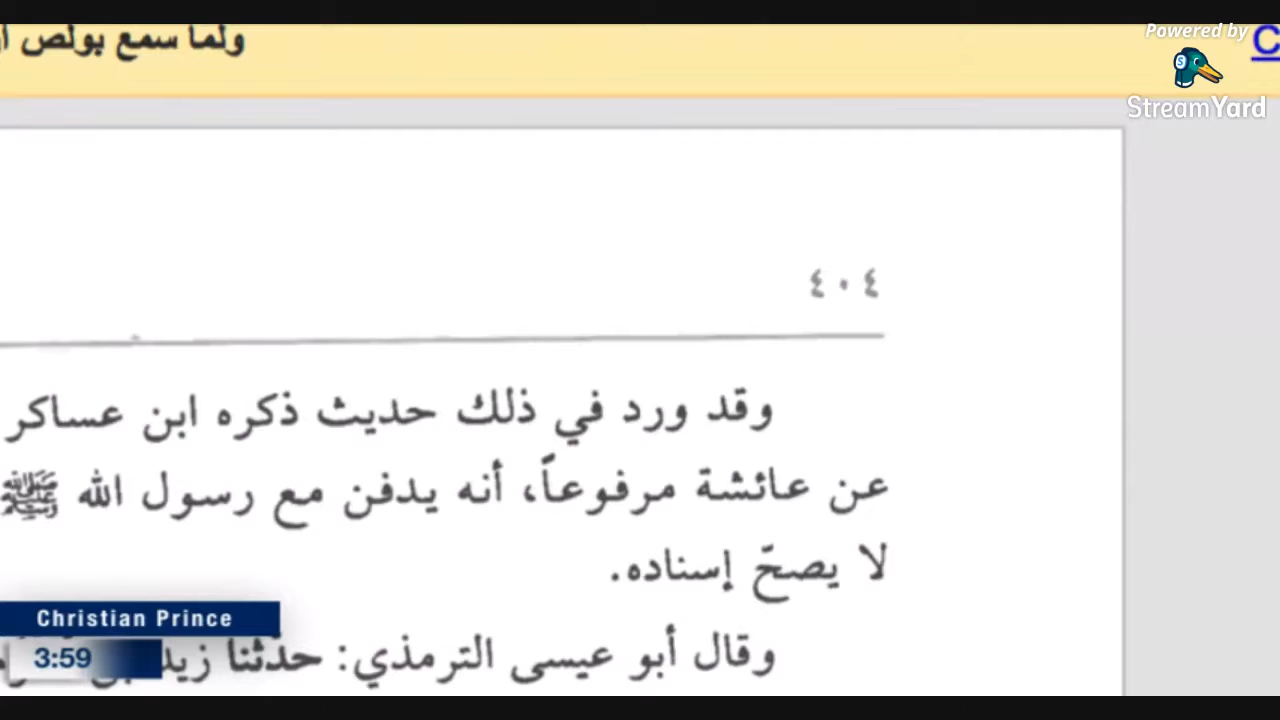 ولما سمع بولص
Powered by
StreamYard
C
٤٠٤
وقد ورد في ذلك حديث ذكره ابن عساكر
عن عائشة مرفوعاً، أنه يدفن مع رسول الله ﷺ
لا يصحّ إسناده.
وقال أبو عيسى الترمذي: حدّثنا زيد
Christian Prince
3:59